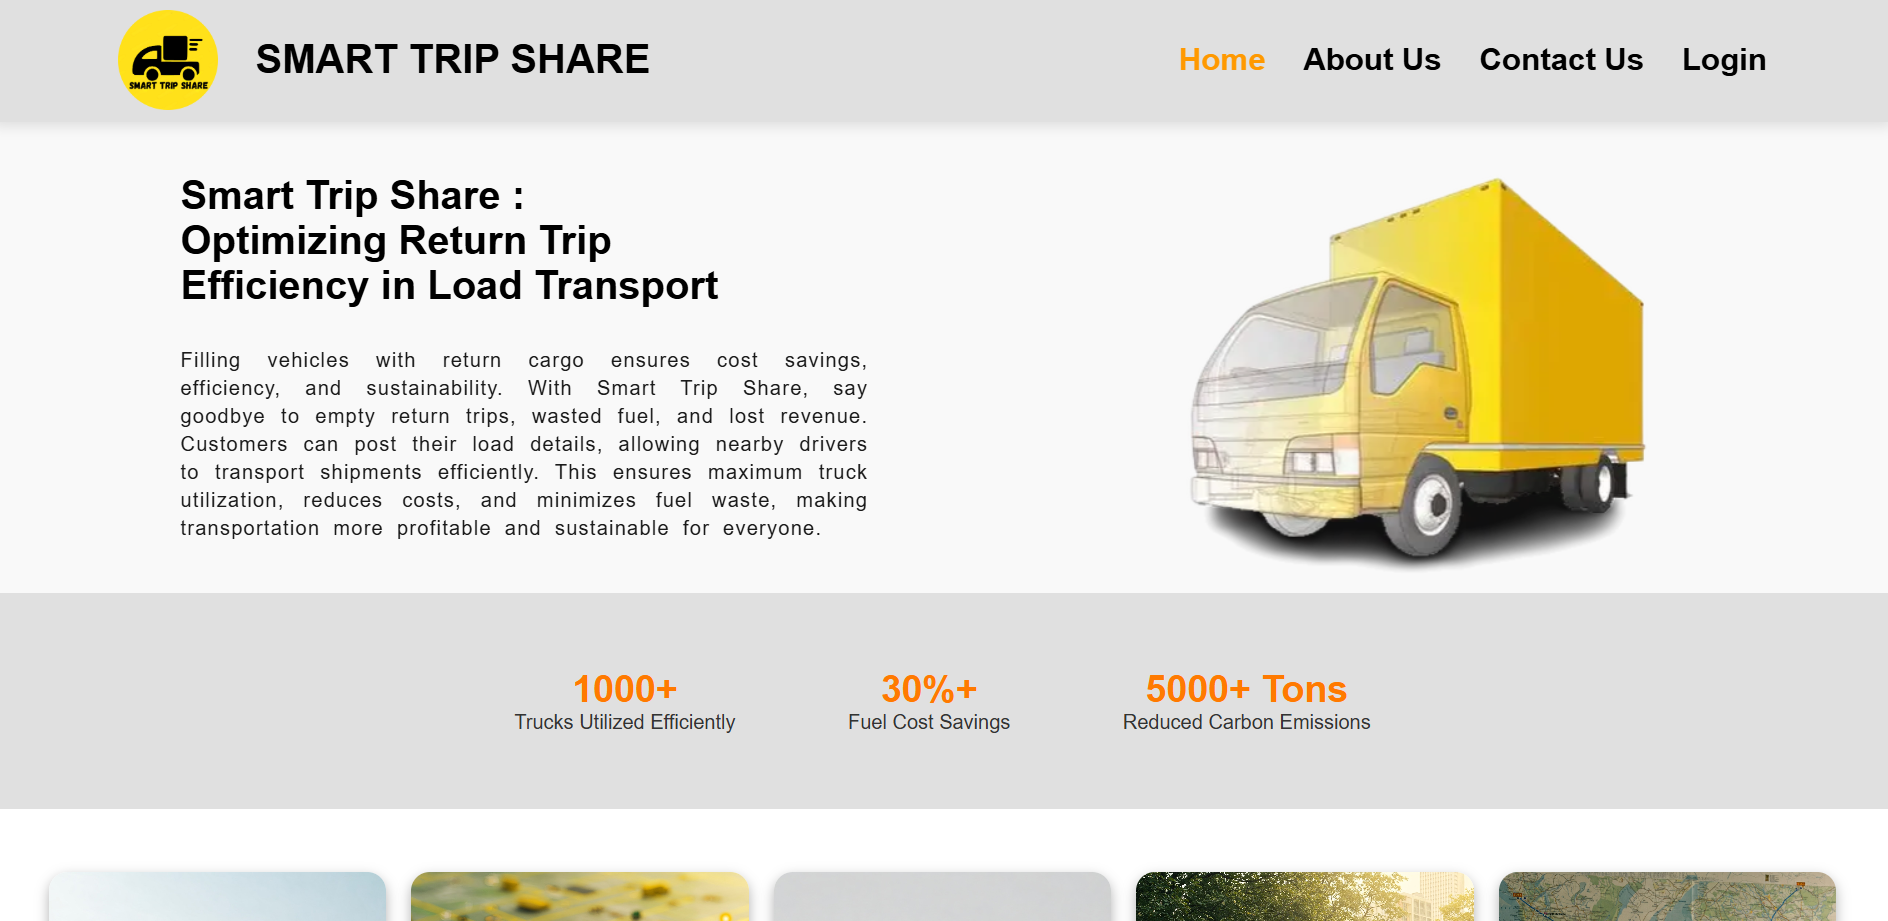 SMART TRIP SHARE
SMART TRIP SHARE
Home About Us Contact Us Login
Smart Trip Share :
Optimizing Return Trip
Efficiency in Load Transport
Filling vehicles with return cargo ensures cost savings,
efficiency, and sustainability. With Smart Trip Share, say
goodbye to empty return trips, wasted fuel, and lost revenue.
Customers can post their load details, allowing nearby drivers
to transport shipments efficiently. This ensures maximum truck
utilization, reduces costs, and minimizes fuel waste, making
transportation more profitable and sustainable for everyone.
1000+
Trucks Utilized Efficiently
30%+
Fuel Cost Savings
5000+ Tons
Reduced Carbon Emissions